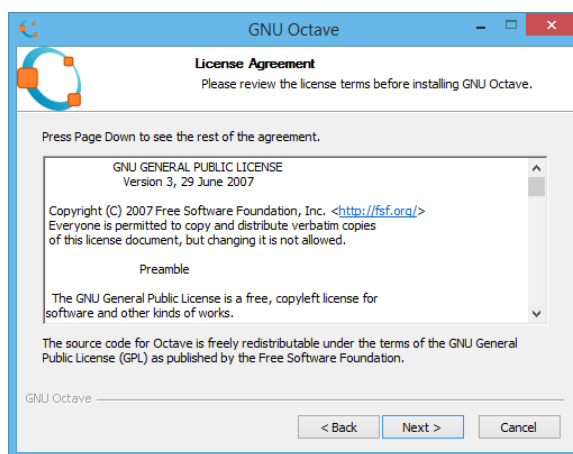 GNU Octave
License Agreement
Please review the license terms before installing GNU Octave.
Press Page Down to see the rest of the agreement.
GNU GENERAL PUBLIC LICENSE
Version 3, 29 June 2007
Copyright (C) 2007 Free Software Foundation, Inc. <http://fsf.org/>
Everyone is permitted to copy and distribute verbatim copies
of this license document, but changing it is not allowed.
Preamble
The GNU General Public License is a free, copyleft license for
software and other kinds of works.
The source code for Octave is freely redistributable under the terms of the GNU General
Public License (GPL) as published by the Free Software Foundation.
GNU Octave
< Back Next > Cancel